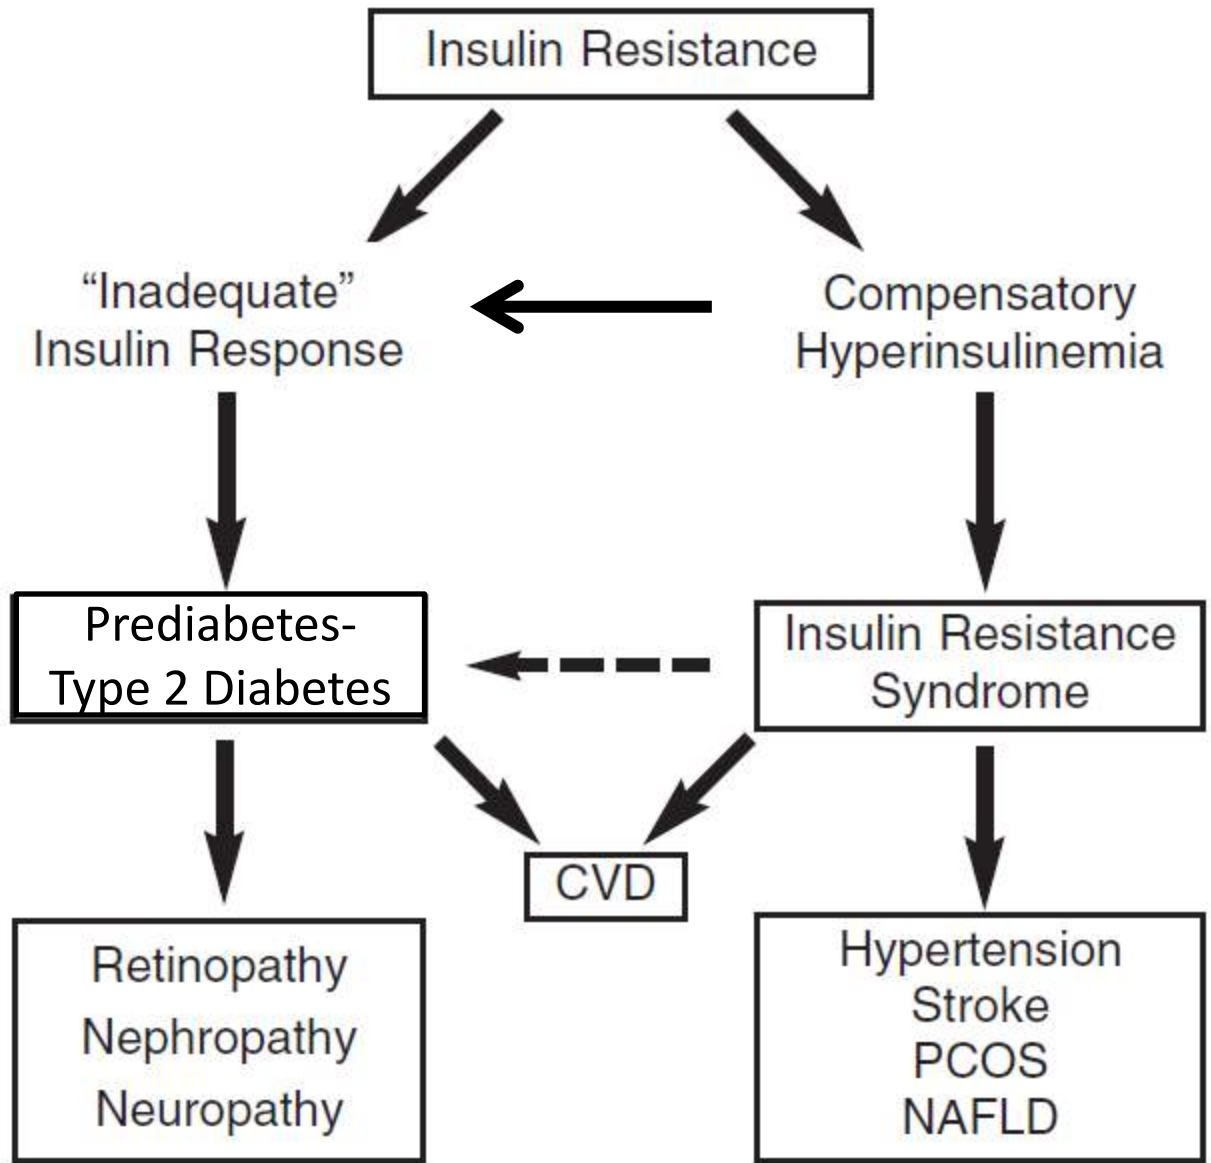 Insulin Resistance
“Inadequate”
Insulin Response
Compensatory
Hyperinsulinemia
Prediabetes-
Type 2 Diabetes
Insulin Resistance
Syndrome
CVD
Retinopathy
Nephropathy
Neuropathy
Hypertension
Stroke
PCOS
NAFLD